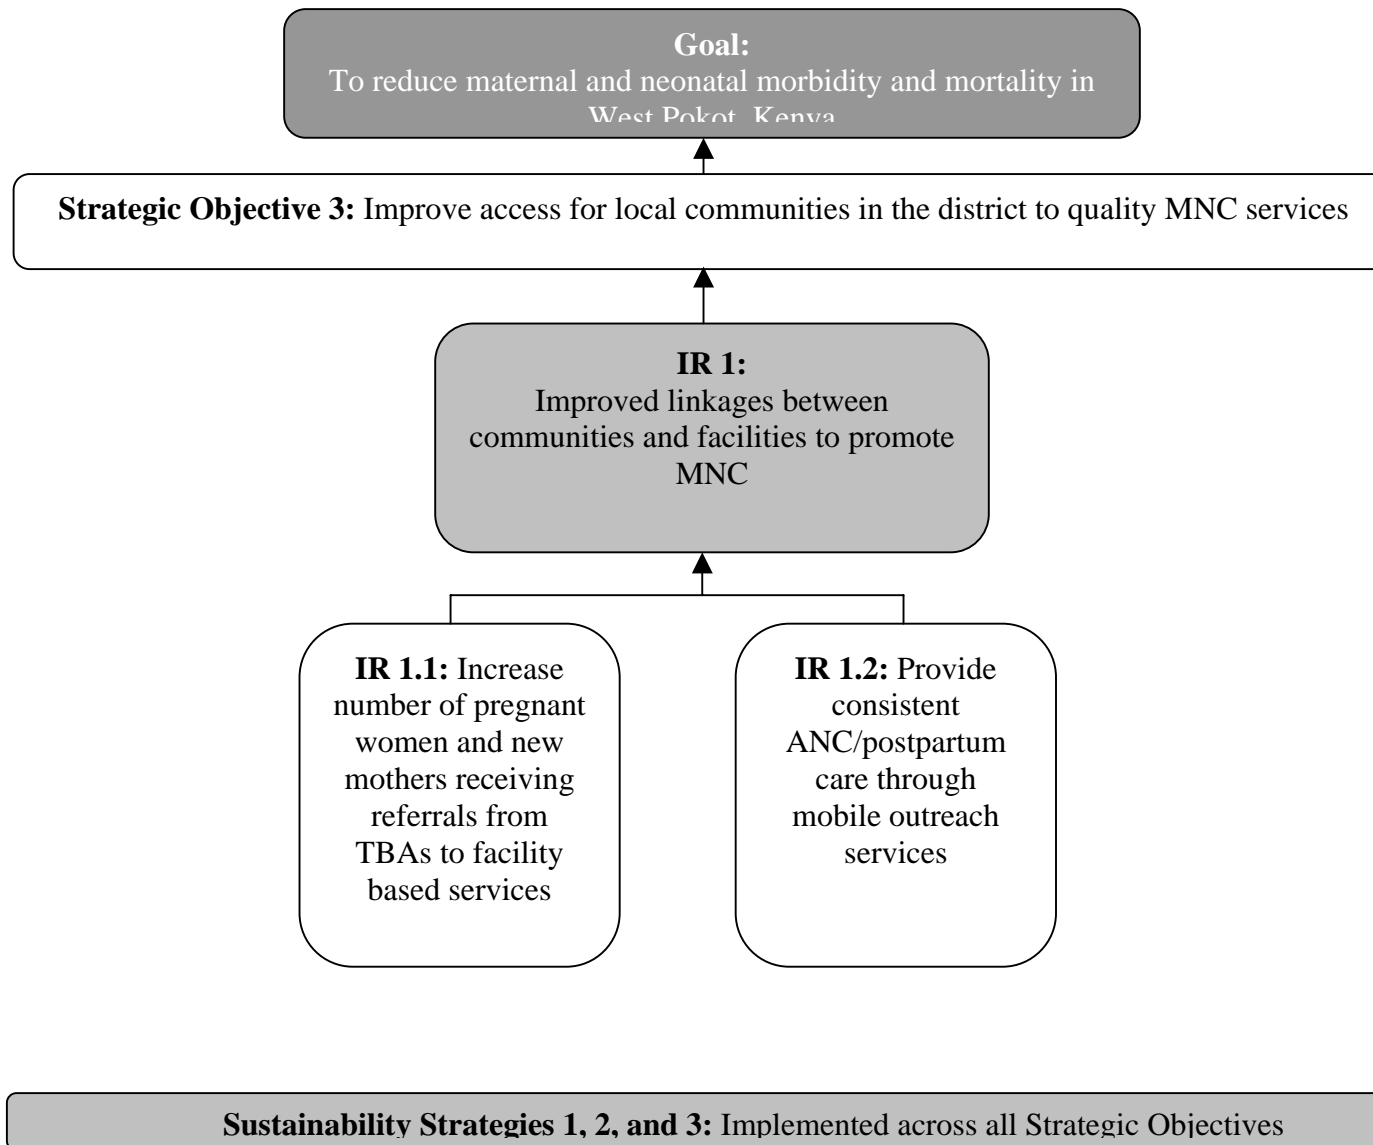 Goal:
To reduce maternal and neonatal morbidity and mortality in
West Pokot, Kenya
Strategic Objective 3: Improve access for local communities in the district to quality MNC services
IR 1:
Improved linkages between
communities and facilities to promote
MNC
IR 1.1: Increase
number of pregnant
women and new
mothers receiving
referrals from
TBAs to facility
based services
IR 1.2: Provide
consistent
ANC/postpartum
care through
mobile outreach
services
Sustainability Strategies 1, 2, and 3: Implemented across all Strategic Objectives